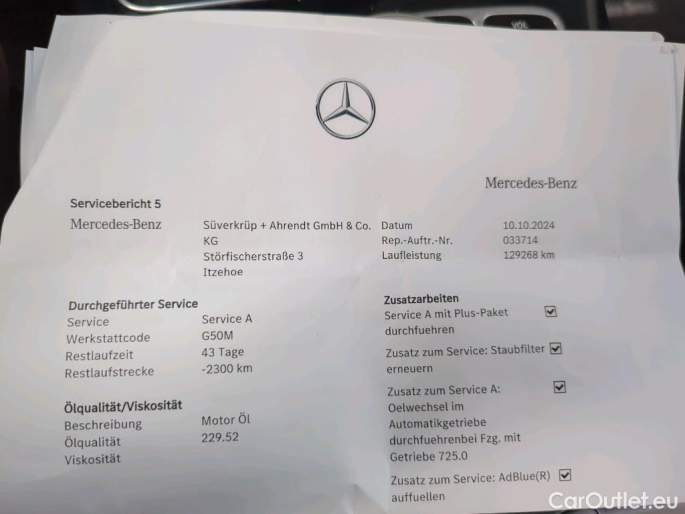 VOL
Mercedes-Benz
Servicebericht 5
Mercedes-Benz
Süverkrüp + Ahrendt GmbH & Co.
KG
Störfischerstraße 3
Itzehoe
Datum 10.10.2024
Rep.-Auftr.-Nr. 033714
Laufleistung 129268 km
Durchgeführter Service
Service Service A
Werkstattcode G50M
Restlaufzeit 43 Tage
Restlaufstrecke -2300 km
Ölqualität/Viskosität
Beschreibung Motor Öl
Ölqualität 229.52
Viskosität
Zusatzarbeiten
Service A mit Plus-Paket
durchfuehren
Zusatz zum Service: Staubfilter
erneuern
Zusatz zum Service A:
Oelwechsel im
Automatikgetriebe
durchfuehrenbei Fzg. mit
Getriebe 725.0
Zusatz zum Service: AdBlue(R)
auffuellen
CarOutlet.eu